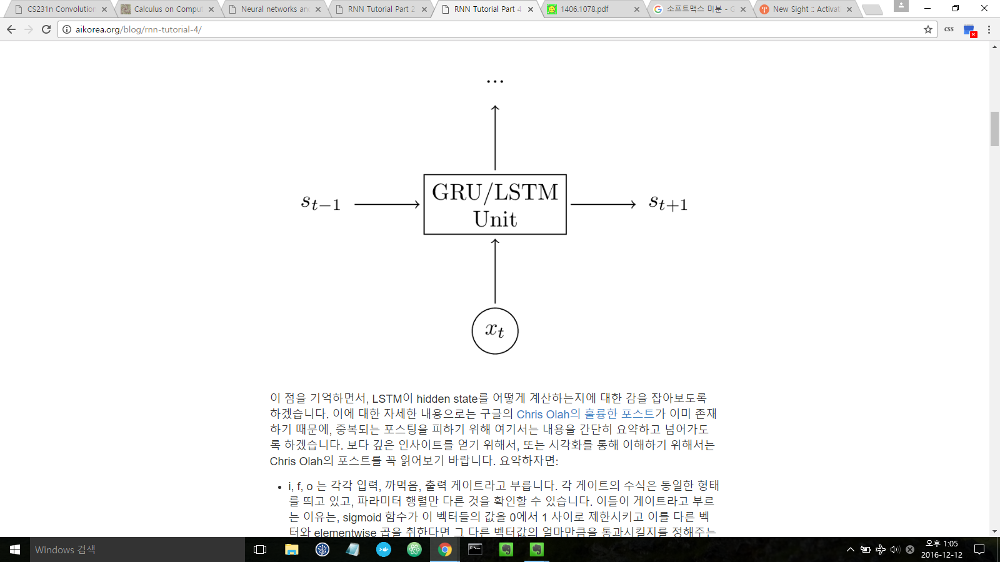 CS231n Convolution
Calculus on Comput
Neural networks and
RNN Tutorial Part 2
RNN Tutorial Part 4
1406.1078.pdf
소프트맥스 미분 - G
New Sight :: Activat
aikorea.org/blog/rnn-tutorial-4/
css
...
GRU/LSTM
s_{t-1}
s_{t+1}
Unit
x_t
이 점을 기억하면서, LSTM이 hidden state를 어떻게 계산하는지에 대한 감을 잡아보도록
하겠습니다. 이에 대한 자세한 내용으로는 구글의 Chris Olah의 훌륭한 포스트가 이미 존재
하기 때문에, 중복되는 포스팅을 피하기 위해 여기서는 내용을 간단히 요약하고 넘어가도
록 하겠습니다. 보다 깊은 인사이트를 얻기 위해서, 또는 시각화를 통해 이해하기 위해서는
Chris Olah의 포스트를 꼭 읽어보기 바랍니다. 요약하자면:
• i, f, o 는 각각 입력, 까먹음, 출력 게이트라고 부릅니다. 각 게이트의 수식은 동일한 형태
를 띄고 있고, 파라미터 행렬만 다른 것을 확인할 수 있습니다. 이들이 게이트라고 부르
는 이유는, sigmoid 함수가 이 벡터들의 값을 0에서 1 사이로 제한시키고 이를 다른 벡
터와 elementwise 곱을 취한다면 그 다른 벡터값의 얼마만큼을 통과시킬지를 정해주는
Windows 검색
오후 1:05
2016-12-12